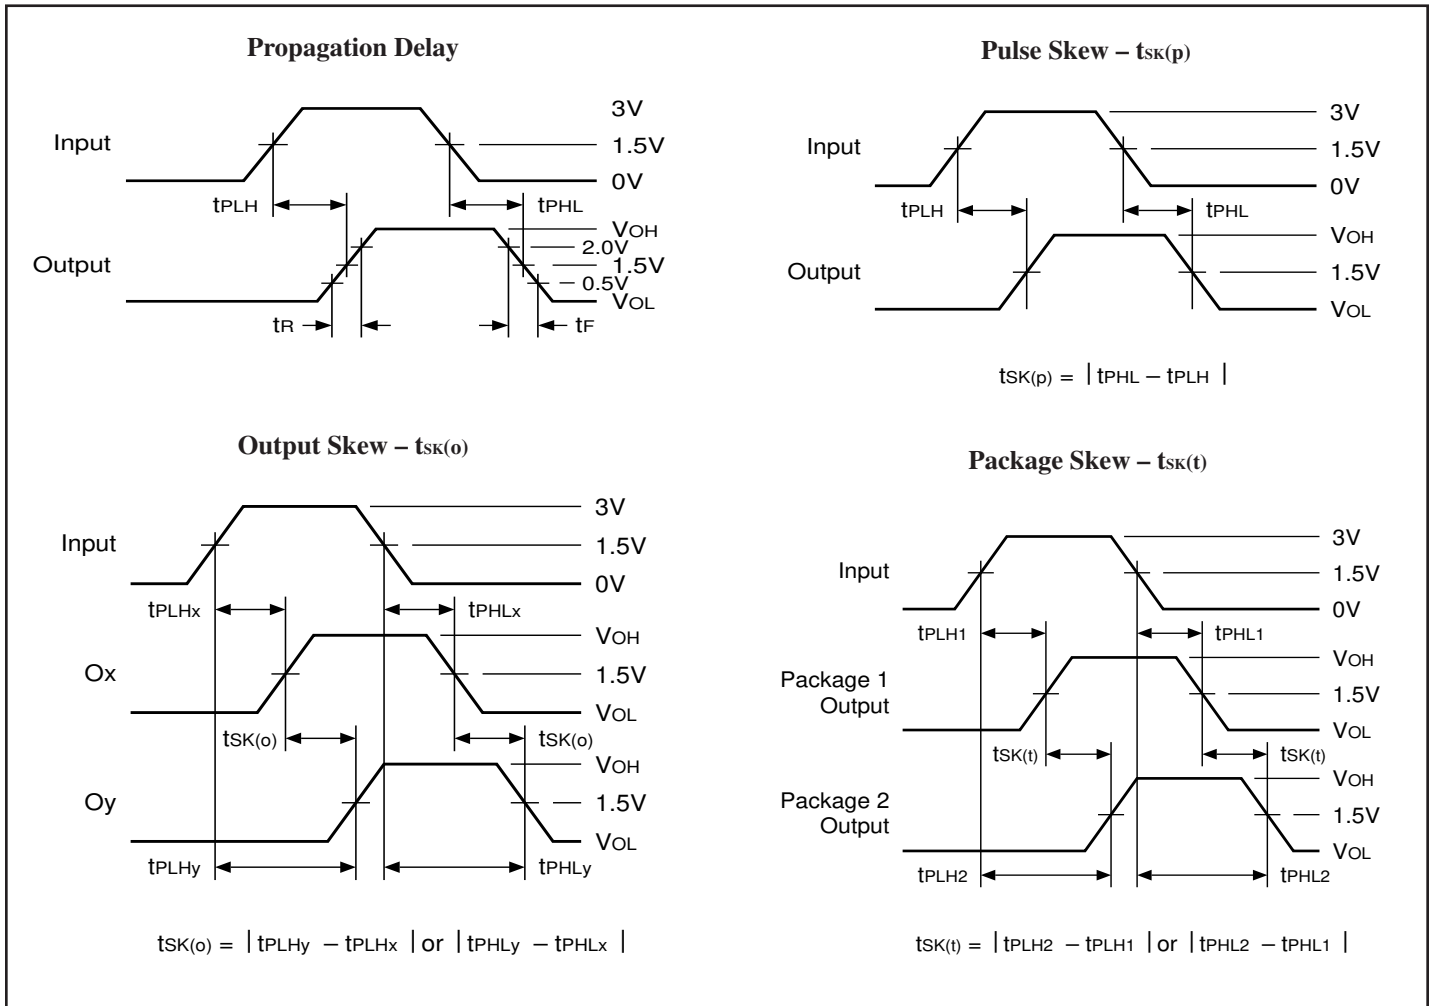 Propagation Delay
Input
3V
1.5V
0V
tPLH
tPHL
Output
VOH
2.0V
1.5V
0.5V
VOL
tR
tF
Pulse Skew – tSK(p)
Input
3V
1.5V
0V
tPLH
tPHL
Output
VOH
1.5V
VOL
tSK(p) = | tPHL – tPLH |
Output Skew – tSK(o)
Input
3V
1.5V
0V
tPLHx
tPHLx
Ox
VOH
1.5V
VOL
tSK(o)
tSK(o)
Oy
VOH
1.5V
VOL
tPLHy
tPHLy
tSK(o) = | tPLHy – tPLHx | or | tPHLy – tPHLx |
Package Skew – tSK(t)
Input
3V
1.5V
0V
tPLH1
tPHL1
Package 1
Output
VOH
1.5V
VOL
tSK(t)
tSK(t)
Package 2
Output
VOH
1.5V
VOL
tPLH2
tPHL2
tSK(t) = | tPLH2 – tPLH1 | or | tPHL2 – tPHL1 |